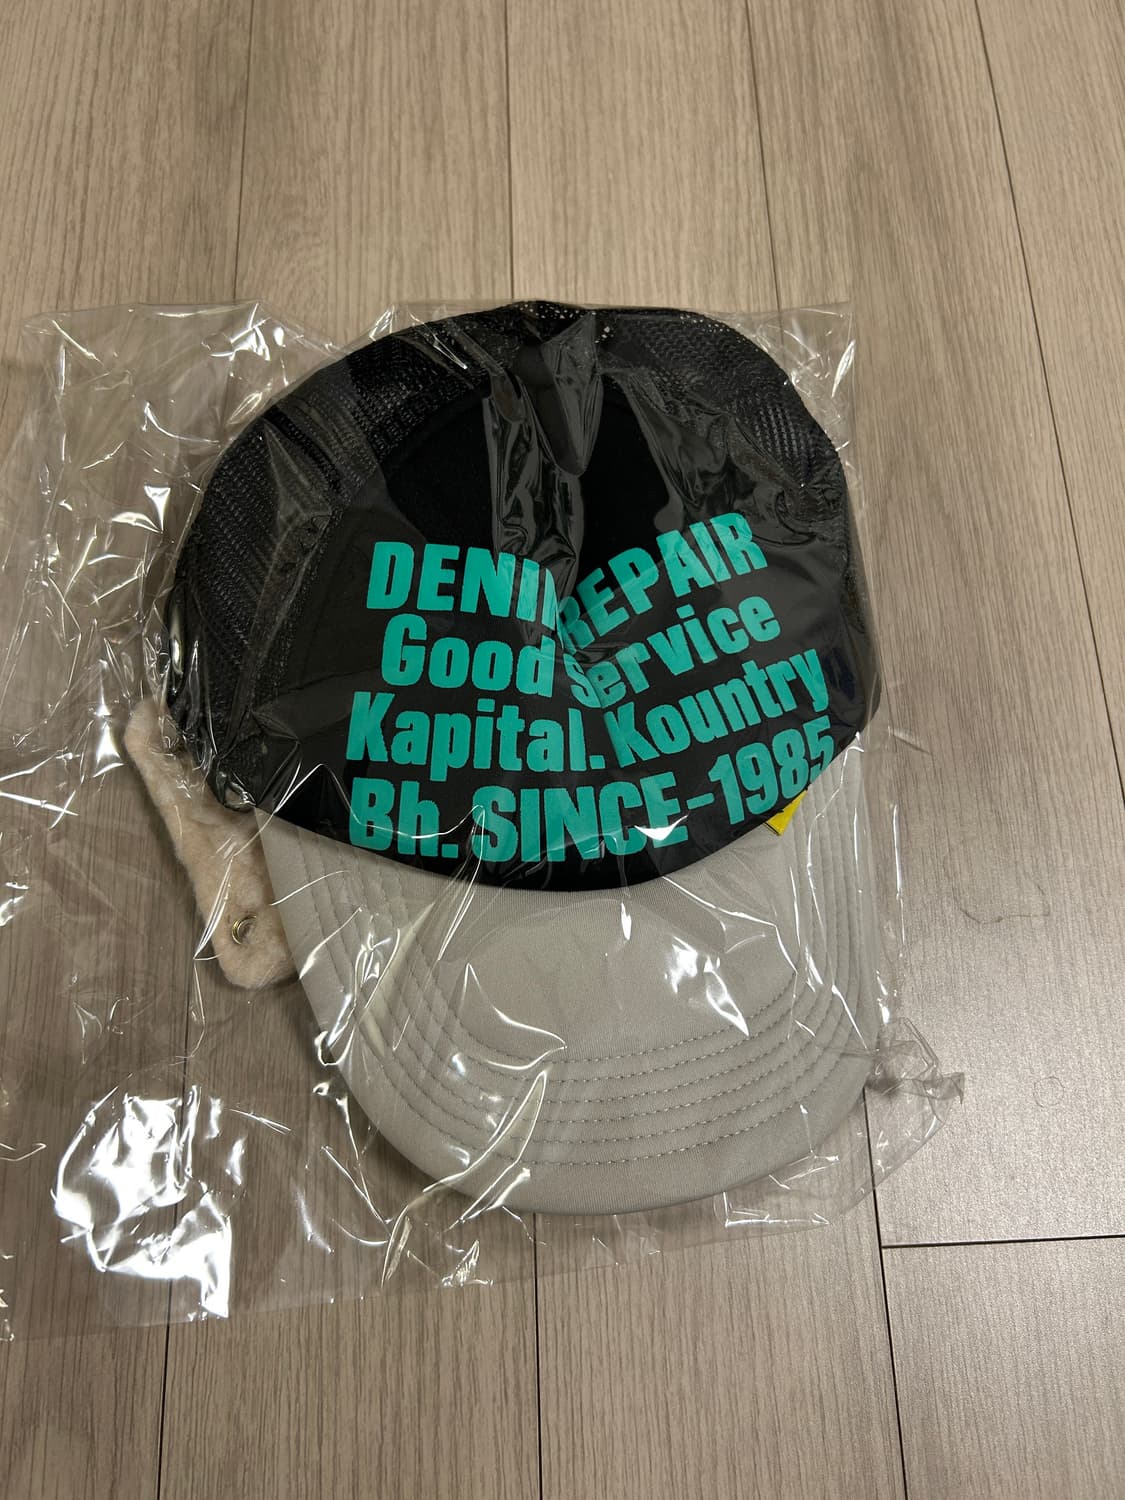 DENIM REPAIR
Good Service
Kapital. Kountry
Bh. SINCE-1985